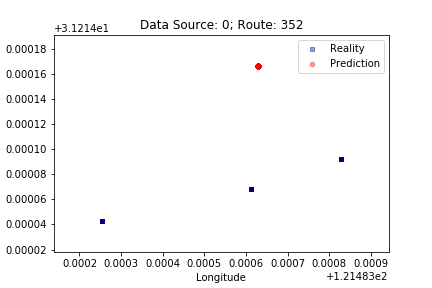 Data Source: 0; Route: 352
+3.1214e1
Reality
Prediction
0.00018
0.00016
0.00014
0.00012
0.00010
0.00008
0.00006
0.00004
0.00002
0.0002 0.0003 0.0004 0.0005 0.0006 0.0007 0.0008 0.0009
Longitude
+1.21483e2